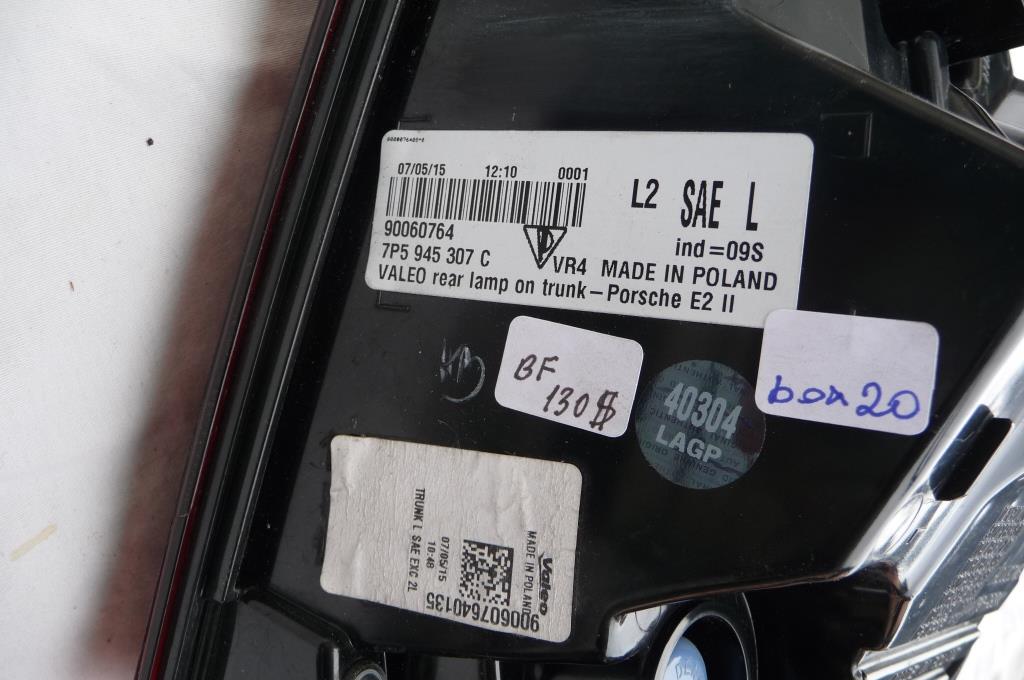 07/05/15 12:10 0001
L2 SAE L
90060764
ind=09S
7P5 945 307 C
VR4 MADE IN POLAND
VALEO rear lamp on trunk-Porsche E2 II
BF
130$
40304
LAGP
box20
Valeo
MADE IN POLAND
900607640135
07/05/15
10:48
TRUNK L SAE EXC 2L